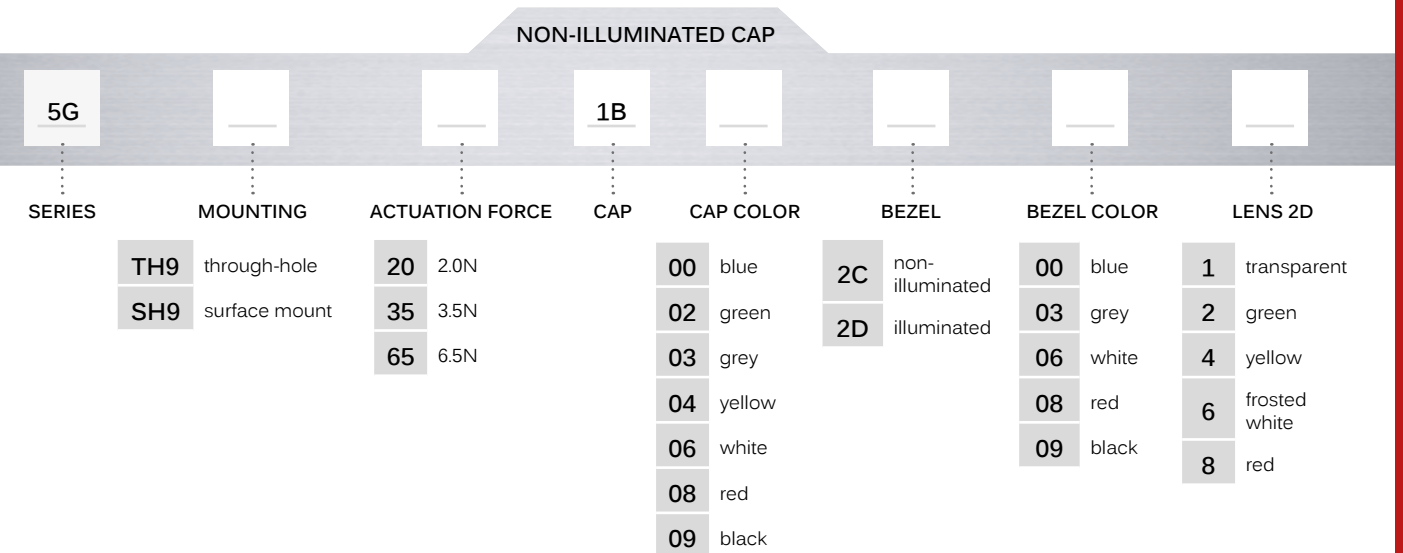 NON-ILLUMINATED CAP
5G
1B
SERIES
MOUNTING
ACTUATION FORCE
CAP
CAP COLOR
BEZEL
BEZEL COLOR
LENS 2D
TH9 through-hole
SH9 surface mount
20 2.0N
35 3.5N
65 6.5N
00 blue
02 green
03 grey
04 yellow
06 white
08 red
09 black
2C non-
illuminated
2D illuminated
00 blue
03 grey
06 white
08 red
09 black
1 transparent
2 green
4 yellow
6 frosted
white
8 red